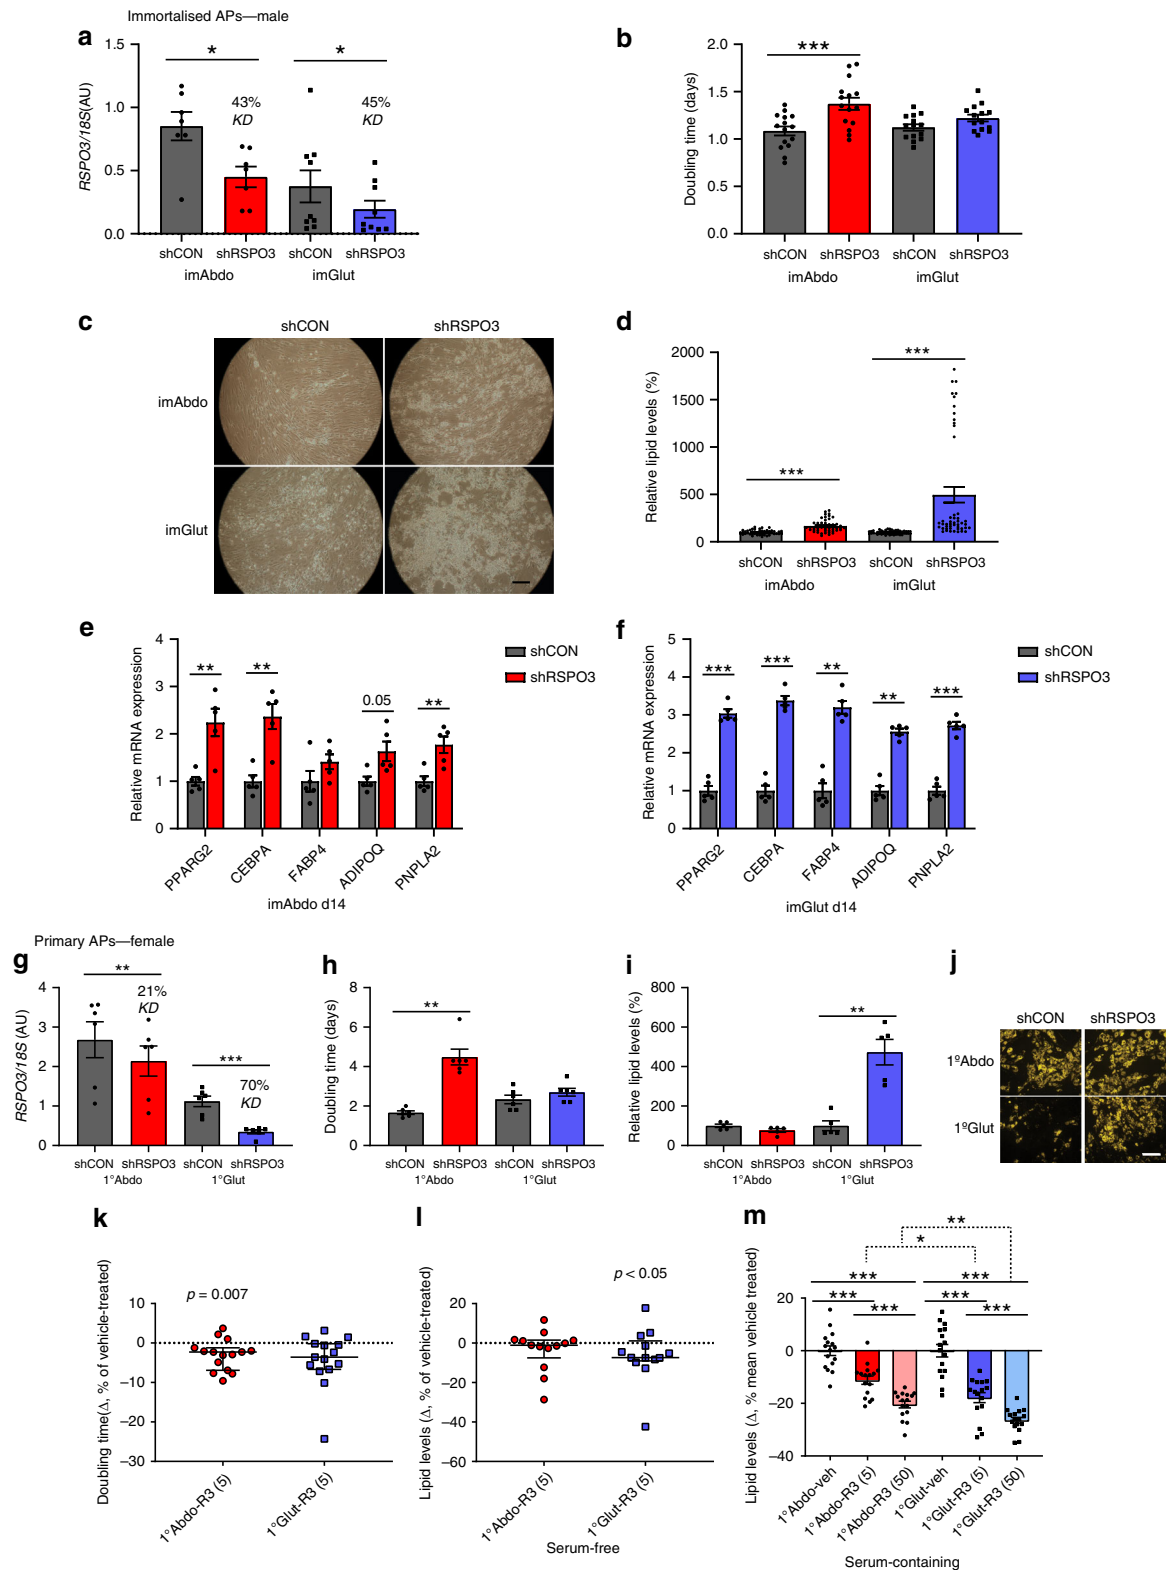 Immortalised APs—male
a
RSPO3/18S(AU)
1.5
1.0
0.5
0.0
*
*
43%
KD
45%
KD
shCON
shRSPO3
shCON
shRSPO3
imAbdo
imGlut
b
Doubling time (days)
2.0
1.5
1.0
0.5
0.0
***
shCON
shRSPO3
shCON
shRSPO3
imAbdo
imGlut
c
shCON
shRSPO3
imAbdo
imGlut
d
Relative lipid levels (%)
2000
1500
1000
500
0
***
***
shCON
shRSPO3
shCON
shRSPO3
imAbdo
imGlut
e
Relative mRNA expression
4
3
2
1
0
**
**
0.05
**
shCON
shRSPO3
PPARG2
CEBPA
FABP4
ADIPOQ
PNPLA2
imAbdo d14
f
Relative mRNA expression
5
4
3
2
1
0
***
***
**
**
***
shCON
shRSPO3
PPARG2
CEBPA
FABP4
ADIPOQ
PNPLA2
imGlut d14
Primary APs—female
g
RSPO3/18S (AU)
4
3
2
1
0
**
21%
KD
***
70%
KD
shCON
shRSPO3
shCON
shRSPO3
1°Abdo
1°Glut
h
Doubling time (days)
8
6
4
2
0
**
shCON
shRSPO3
shCON
shRSPO3
1°Abdo
1°Glut
i
Relative lipid levels (%)
800
600
400
200
0
**
shCON
shRSPO3
shCON
shRSPO3
1°Abdo
1°Glut
j
shCON
shRSPO3
1ºAbdo
1ºGlut
k
Doubling time(Δ, % of vehicle-treated)
10
0
−10
−20
−30
p = 0.007
1°Abdo-R3 (5)
1°Glut-R3 (5)
l
Lipid levels (Δ, % of vehicle-treated)
20
0
−20
−40
−60
p < 0.05
1°Abdo-R3 (5)
1°Glut-R3 (5)
Serum-free
m
Lipid levels (Δ, % mean vehicle treated)
20
0
−20
−40
**
*
***
***
***
***
***
***
1°Abdo-veh
1°Abdo-R3 (5)
1°Abdo-R3 (50)
1°Glut-veh
1°Glut-R3 (5)
1°Glut-R3 (50)
Serum-containing